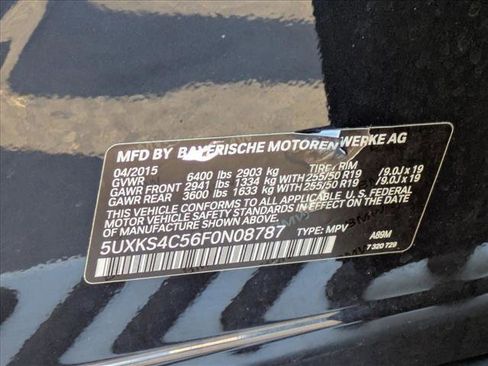 MFD BY BAYERISCHE MOTOREN WERKE AG
04/2015 6400 lbs 2903 kg TIRE/RIM
GVWR
GAWR FRONT 2941 lbs 1334 kg WITH 255/50 R19 /9.0J x 19
GAWR REAR 3600 lbs 1633 kg WITH 255/50 R19 /9.0J x 19
THIS VEHICLE CONFORMS TO ALL APPLICABLE U.S. FEDERAL
MOTOR VEHICLE SAFETY STANDARDS IN EFFECT ON THE DATE
OF MANUFACTURE SHOWN ABOVE.
5UXKS4C56F0N08787 TYPE: MPV A99M
7 320 729